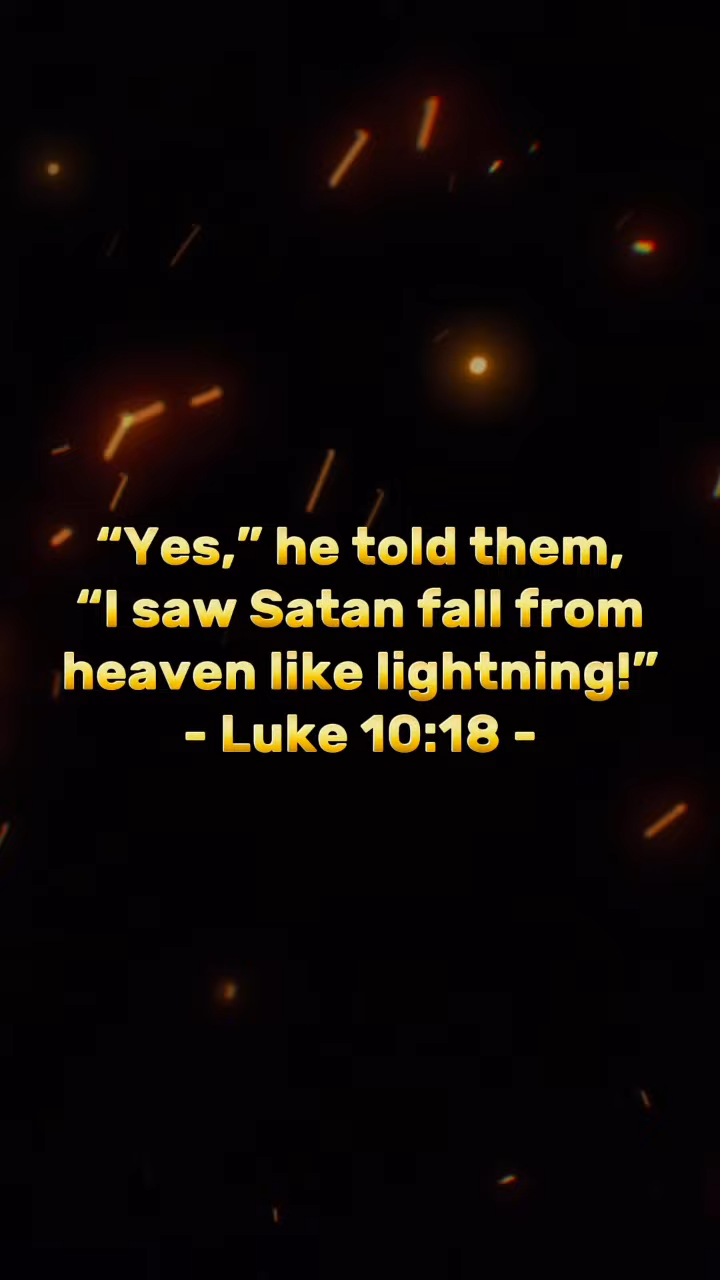 “Yes,” he told them,
“I saw Satan fall from
heaven like lightning!”
- Luke 10:18 -